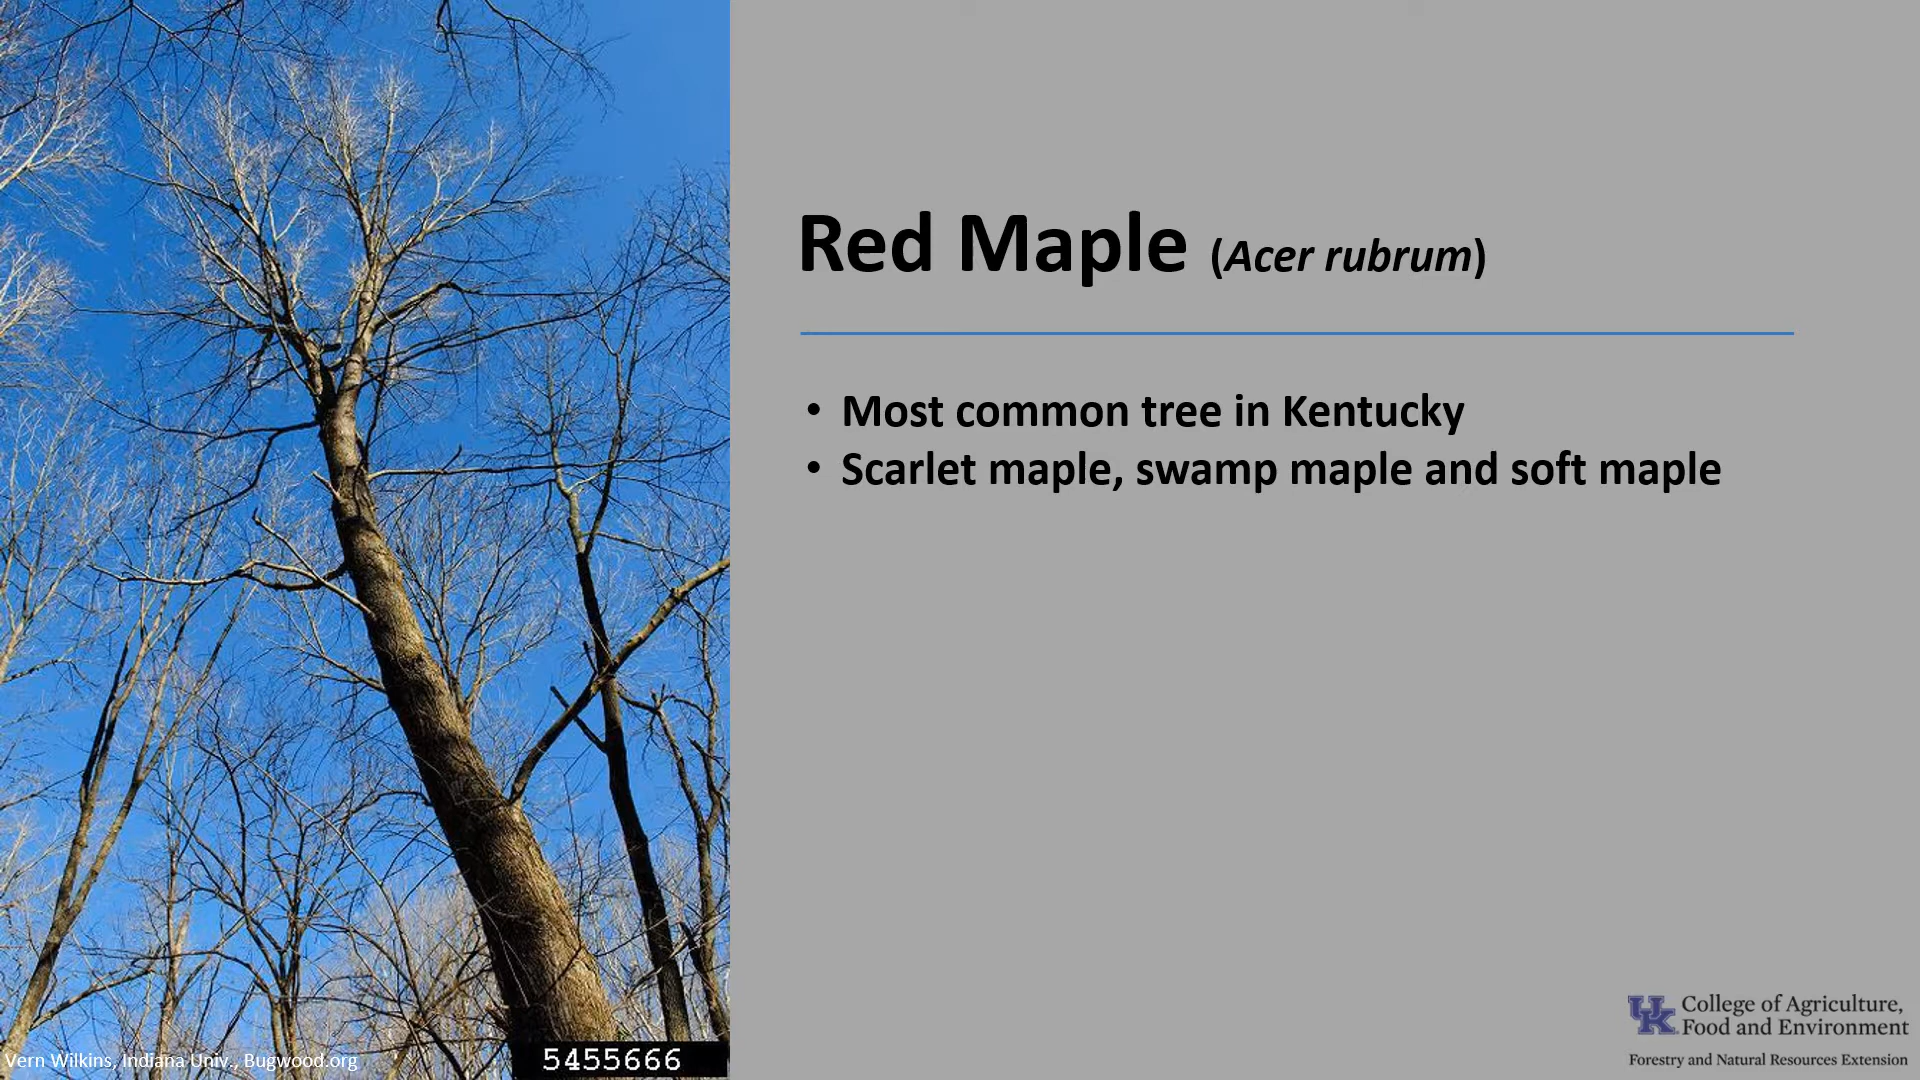 Red Maple (Acer rubrum)
• Most common tree in Kentucky
• Scarlet maple, swamp maple and soft maple
Vern Wilkins, Indiana Univ., Bugwood.org
5455666
UK College of Agriculture,
Food and Environment
Forestry and Natural Resources Extension